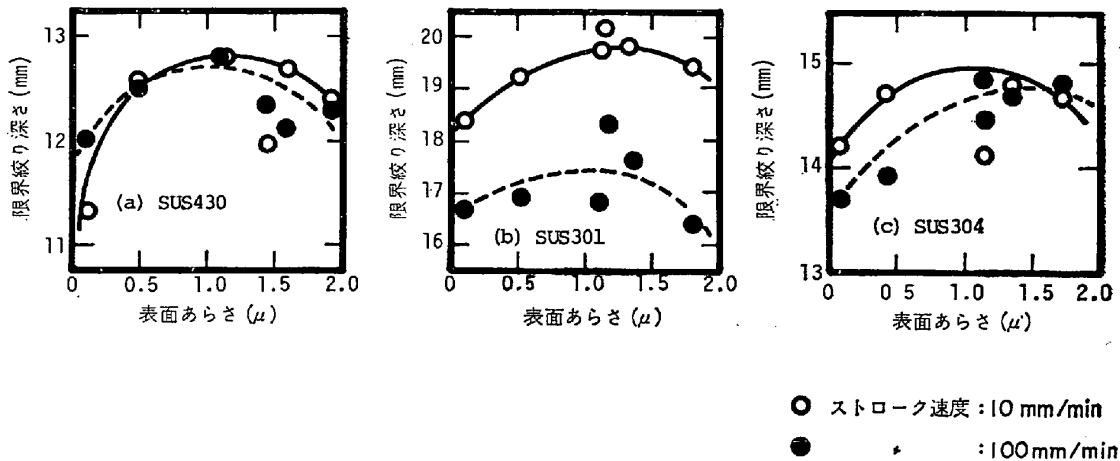 限界絞り深さ (mm)
13
12
11
(a) SUS430
0 0.5 1.0 1.5 2.0
表面あらさ (μ)
限界絞り深さ (mm)
20
19
18
17
16
(b) SUS301
0 0.5 1.0 1.5 2.0
表面あらさ (μ)
限界絞り深さ (mm)
15
14
13
(c) SUS304
0 0 5 1.0 1.5 2.0
表面あらさ (μ)
ストローク速度 : 10 mm/min
〃 : 100 mm/min